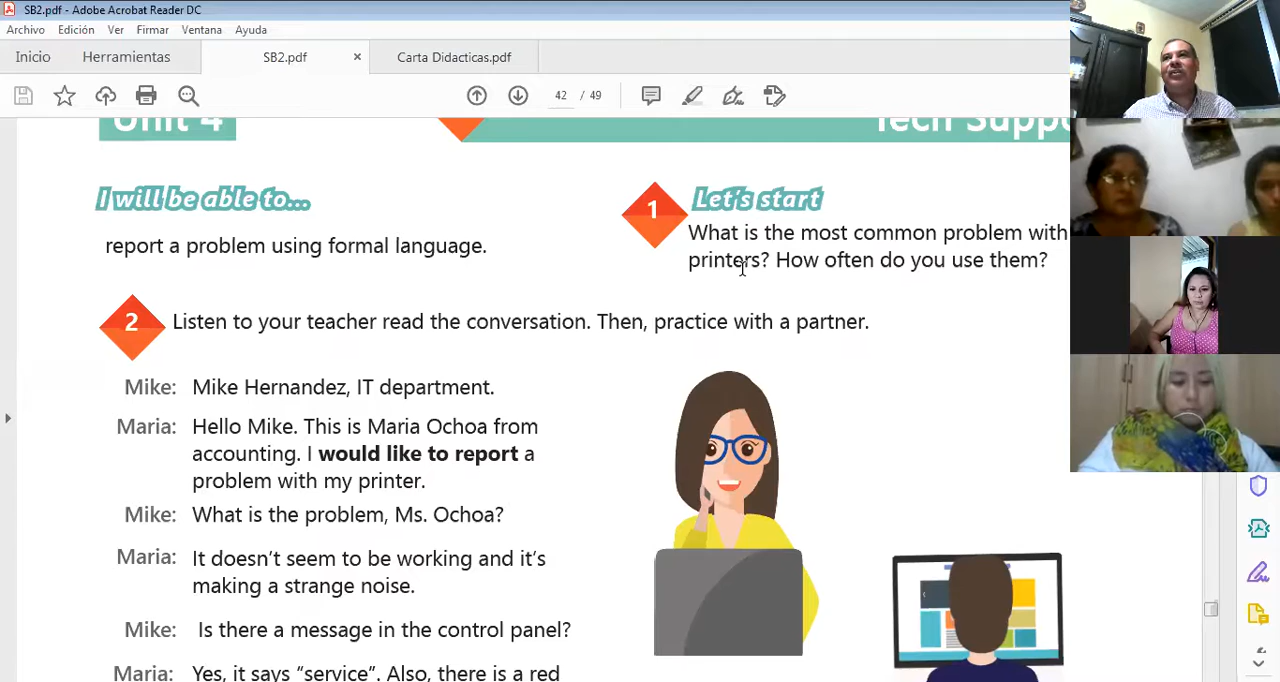 SB2.pdf - Adobe Acrobat Reader DC
Archivo Edición Ver Firmar Ventana Ayuda
Inicio Herramientas SB2.pdf × Carta Didacticas.pdf
42 / 49
Unit 4 Tech Suppo
I will be able to...
report a problem using formal language.
1 Let's start
What is the most common problem with
printers? How often do you use them?
2 Listen to your teacher read the conversation. Then, practice with a partner.
Mike: Mike Hernandez, IT department.
Maria: Hello Mike. This is Maria Ochoa from
accounting. I would like to report a
problem with my printer.
Mike: What is the problem, Ms. Ochoa?
Maria: It doesn't seem to be working and it's
making a strange noise.
Mike: Is there a message in the control panel?
Maria: Yes, it says "service". Also, there is a red